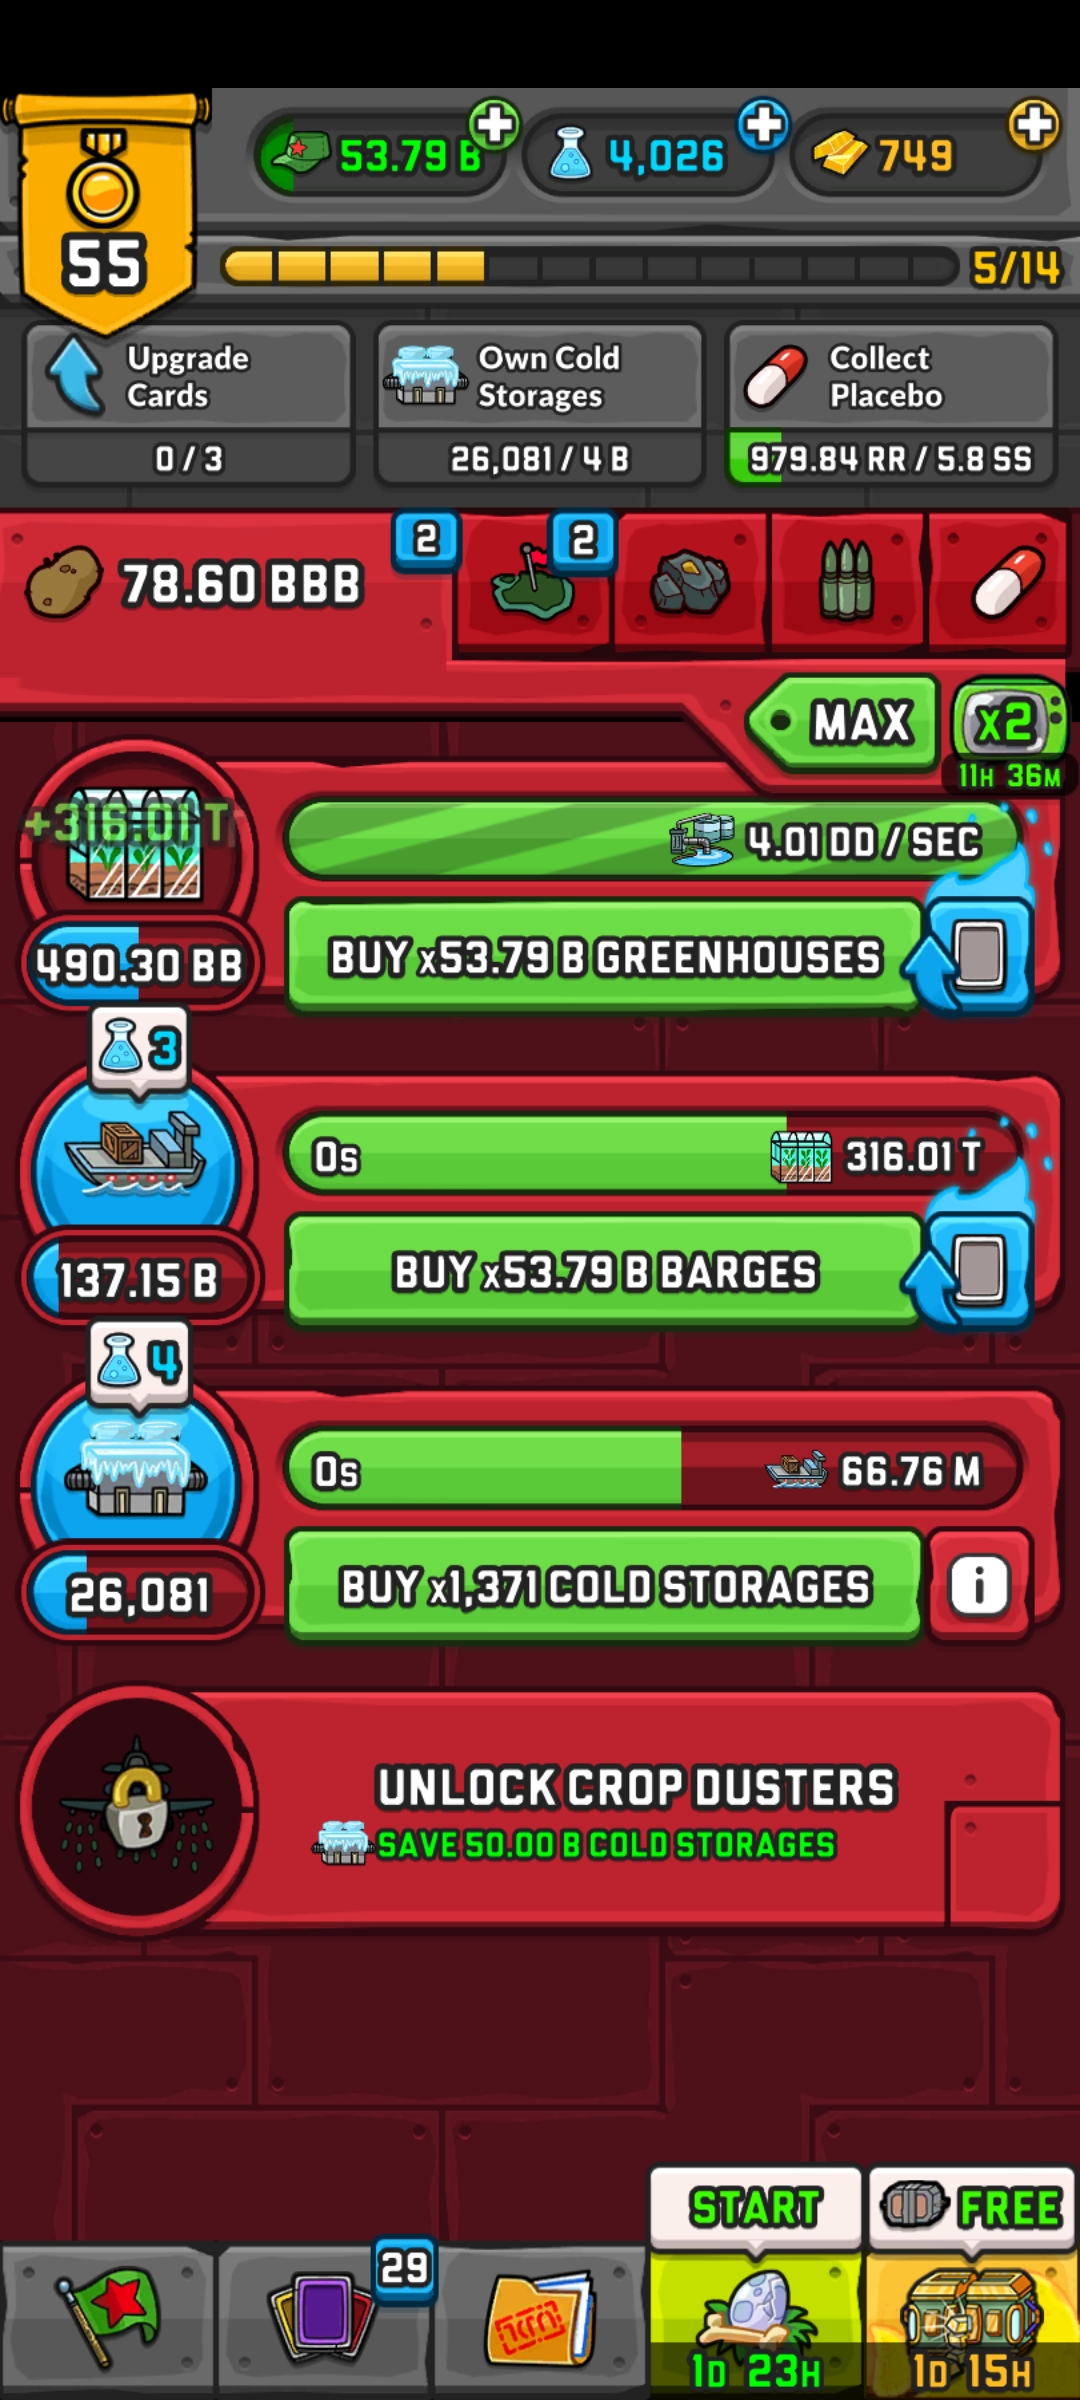 55
53.79 B
4,026
749
5/14
Upgrade
Cards
0 / 3
Own Cold
Storages
26,081 / 4 B
Collect
Placebo
979.84 RR / 5.8 SS
78.60 BBB
2
2
MAX
x2
11H 36M
+316.01 T
4.01 DD / SEC
490.30 BB
BUY x53.79 B GREENHOUSES
3
0s
316.01 T
137.15 B
BUY x53.79 B BARGES
4
0s
66.76 M
26,081
BUY x1,371 COLD STORAGES
i
UNLOCK CROP DUSTERS
SAVE 50.00 B COLD STORAGES
START
FREE
29
1D 23H
1D 15H